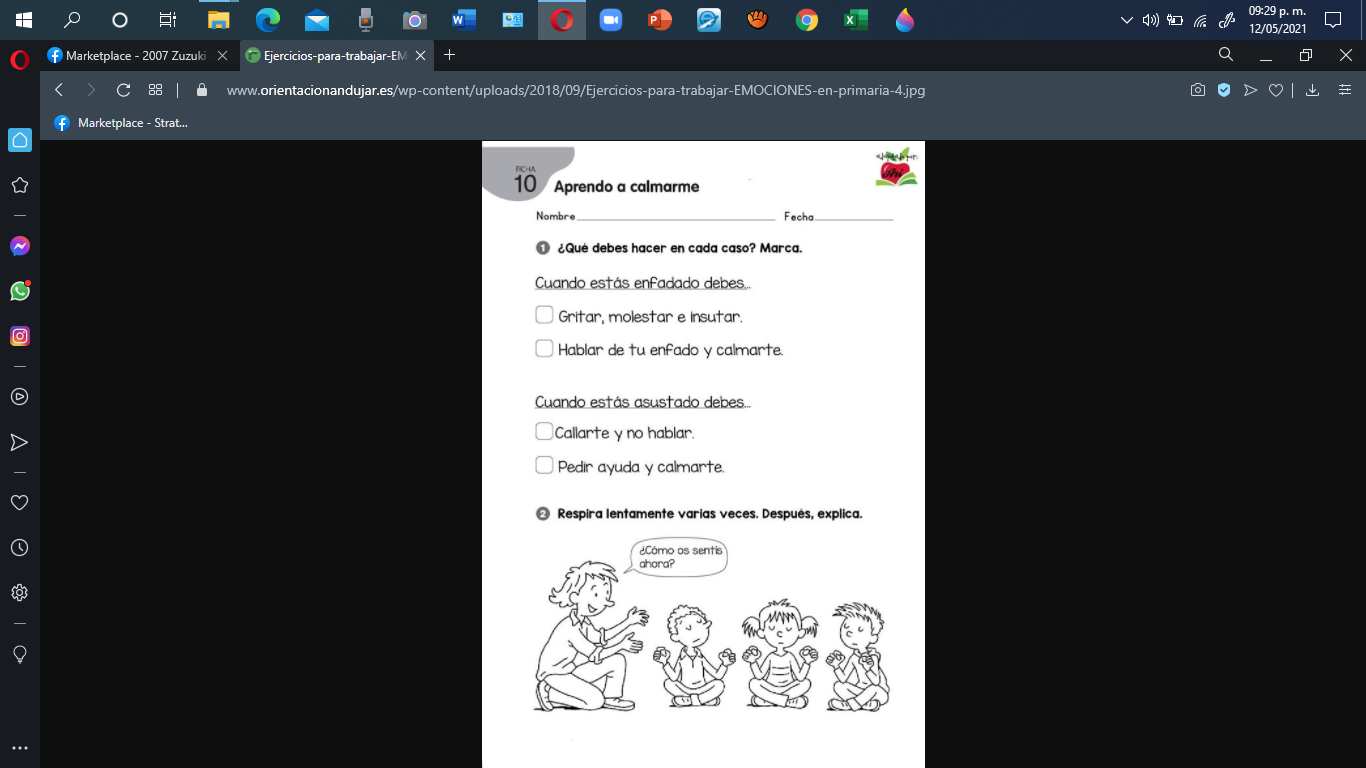 09:29 p. m.
12/05/2021
Marketplace - 2007 Zuzuki
Ejercicios-para-trabajar-EM
www.orientacionandujar.es/wp-content/uploads/2018/09/Ejercicios-para-trabajar-EMOCIONES-en-primaria-4.jpg
Marketplace - Strat...
FICHA
10
Aprendo a calmarme
Ari
Nombre
Fecha
1 ¿Qué debes hacer en cada caso? Marca.
Cuando estás enfadado debes...
Gritar, molestar e insutar.
Hablar de tu enfado y calmarte.
Cuando estás asustado debes...
Callarte y no hablar.
Pedir ayuda y calmarte.
2 Respira lentamente varias veces. Después, explica.
¿Cómo os sentís
ahora?